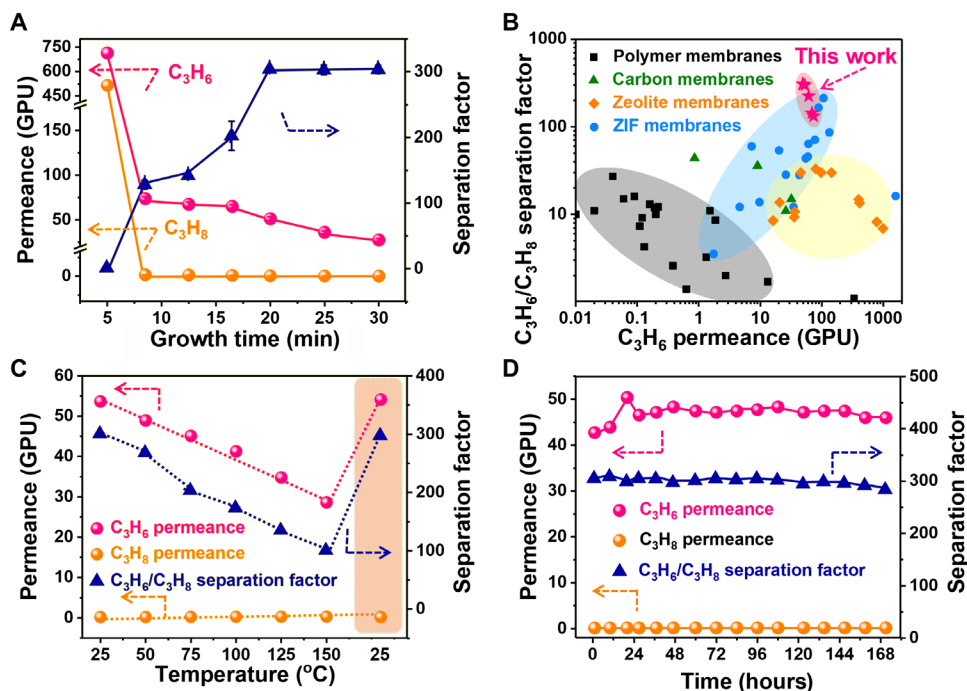 A
Permeance (GPU)
750
600
450
150
100
50
0
C₃H₆
C₃H₈
300
200
100
0
Separation factor
5
10
15
20
25
30
Growth time (min)
B
C₃H₆/C₃H₈ separation factor
1000
100
10
Polymer membranes
Carbon membranes
Zeolite membranes
ZIF membranes
This work
0.01
0.1
1
10
100
1000
C₃H₆ permeance (GPU)
C
Permeance (GPU)
60
50
40
30
20
10
0
C₃H₆ permeance
C₃H₈ permeance
C₃H₆/C₃H₈ separation factor
400
300
200
100
0
Separation factor
25
50
75
100
125
150
25
Temperature (°C)
D
Permeance (GPU)
50
40
30
20
10
0
C₃H₆ permeance
C₃H₈ permeance
C₃H₆/C₃H₈ separation factor
500
400
300
200
100
0
Separation factor
0
24
48
72
96
120
144
168
Time (hours)